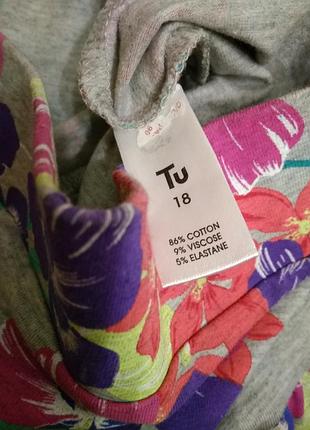 Tu
18
86% COTTON
9% VISCOSE
5% ELASTANE